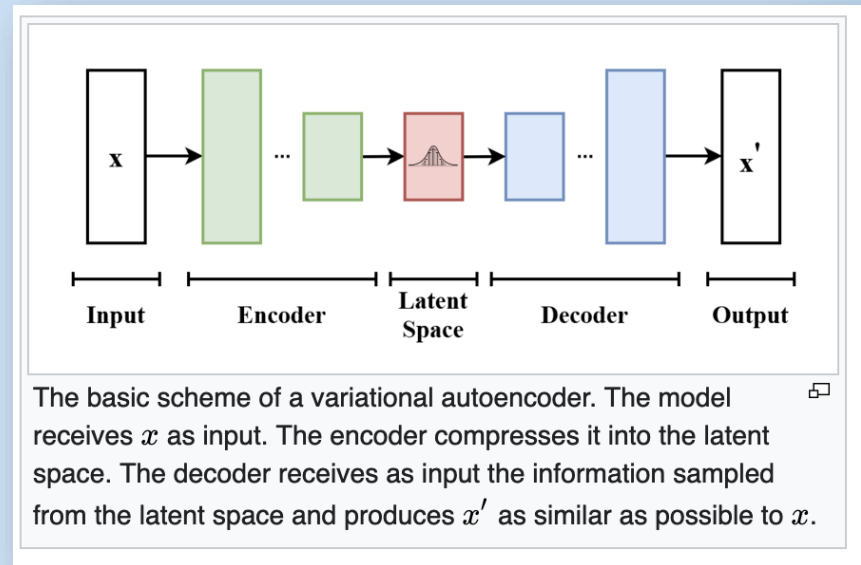 x
...
...
x'
Input
Encoder
Latent
Space
Decoder
Output
The basic scheme of a variational autoencoder. The model
receives x as input. The encoder compresses it into the latent
space. The decoder receives as input the information sampled
from the latent space and produces x′ as similar as possible to x.